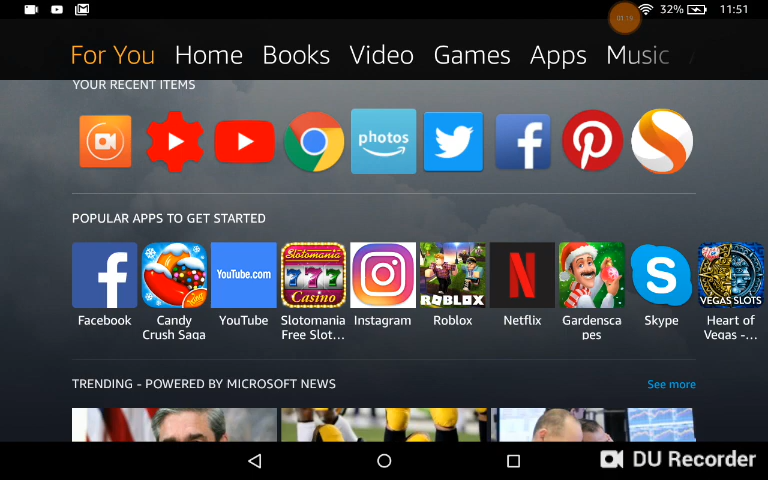 32% 11:51
For You Home Books Video Games Apps Music
YOUR RECENT ITEMS
photos
POPULAR APPS TO GET STARTED
YouTube.com
Slotomania
777
Casino
ROBLOX
VEGAS SLOTS
Facebook Candy Crush Saga YouTube Slotomania Free Slot... Instagram Roblox Netflix Gardenscapes Skype Heart of Vegas -...
TRENDING - POWERED BY MICROSOFT NEWS See more
DU Recorder